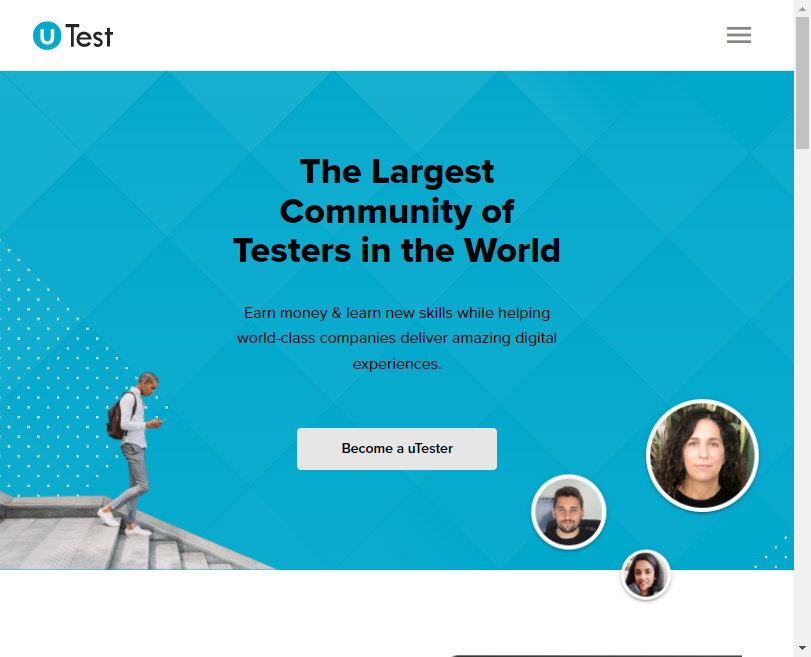 uTest
The Largest
Community of
Testers in the World
Earn money & learn new skills while helping
world-class companies deliver amazing digital
experiences.
Become a uTester